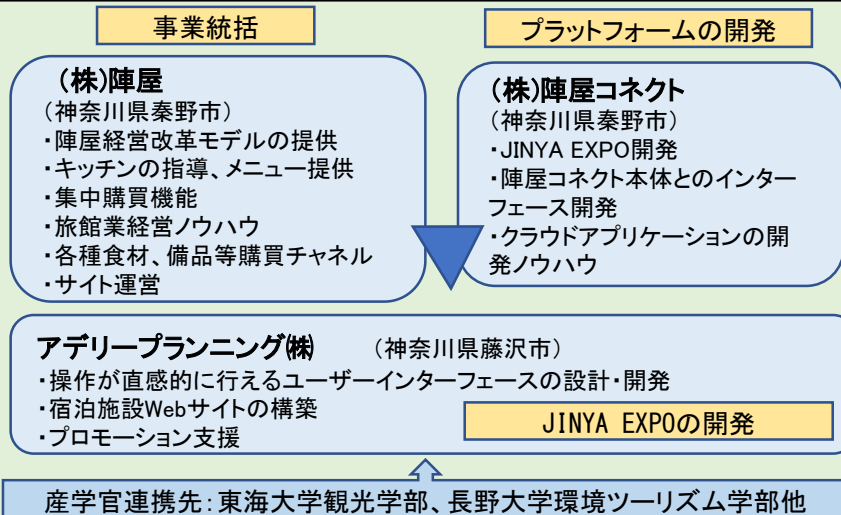 事業統括
(株)陣屋
(神奈川県秦野市)
・陣屋経営改革モデルの提供
・キッチンの指導、メニュー提供
・集中購買機能
・旅館業経営ノウハウ
・各種食材、備品等購買チャネル
・サイト運営
プラットフォームの開発
(株)陣屋コネクト
(神奈川県秦野市)
・JINYA EXPO開発
・陣屋コネクト本体とのインター
フェース開発
・クラウドアプリケーションの開
発ノウハウ
アデリープランニング㈱　（神奈川県藤沢市）
・操作が直感的に行えるユーザーインターフェースの設計・開発
・宿泊施設Webサイトの構築
・プロモーション支援
JINYA EXPOの開発
産学官連携先：東海大学観光学部、長野大学環境ツーリズム学部他